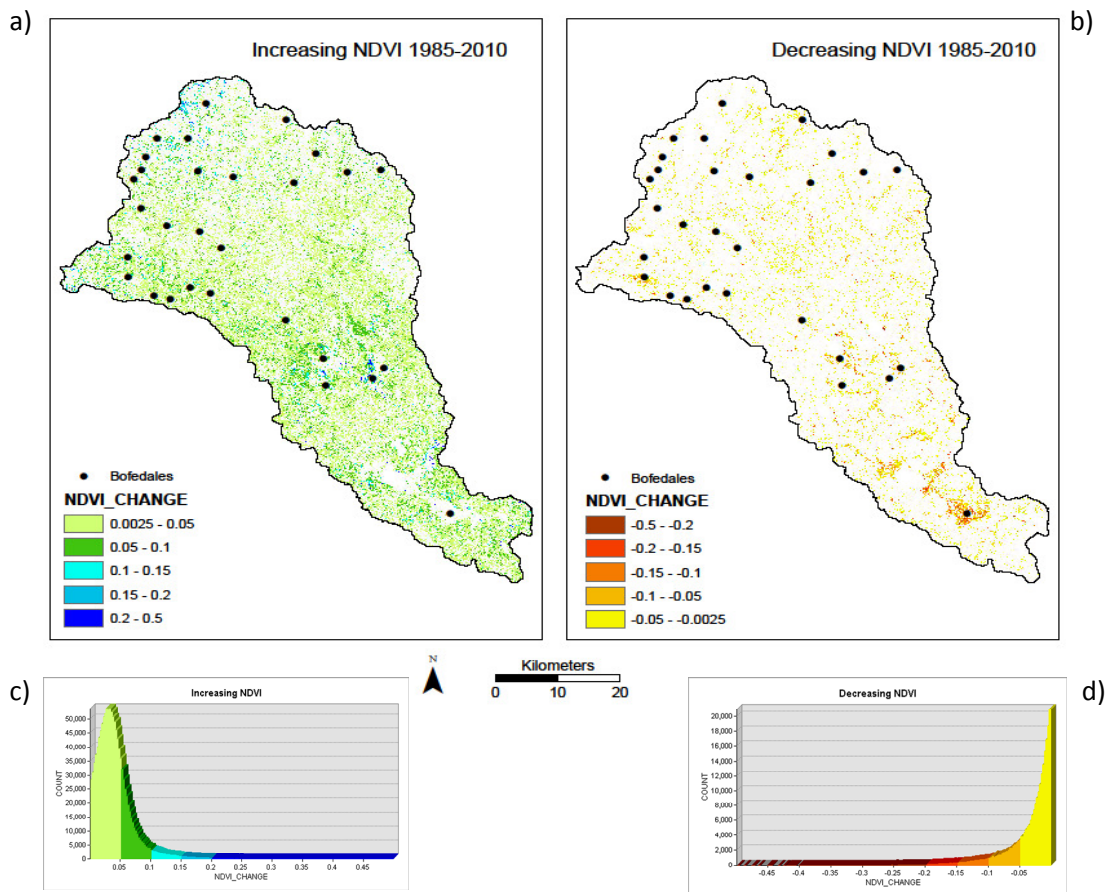 a)
Increasing NDVI 1985-2010
Bofedales
NDVI_CHANGE
0.0025 - 0.05
0.05 - 0.1
0.1 - 0.15
0.15 - 0.2
0.2 - 0.5
b)
Decreasing NDVI 1985-2010
Bofedales
NDVI_CHANGE
-0.5 - -0.2
-0.2 - -0.15
-0.15 - -0.1
-0.1 - -0.05
-0.05 - -0.0025
N
Kilometers
0 10 20
c)
Increasing NDVI
COUNT
50,000
45,000
40,000
35,000
30,000
25,000
20,000
15,000
10,000
5,000
0
0.05 0.1 0.15 0.2 0.25 0.3 0.35 0.4 0.45
NDVI_CHANGE
d)
Decreasing NDVI
COUNT
20,000
18,000
16,000
14,000
12,000
10,000
8,000
6,000
4,000
2,000
0
-0.45 -0.4 -0.35 -0.3 -0.25 -0.2 -0.15 -0.1 -0.05
NDVI_CHANGE